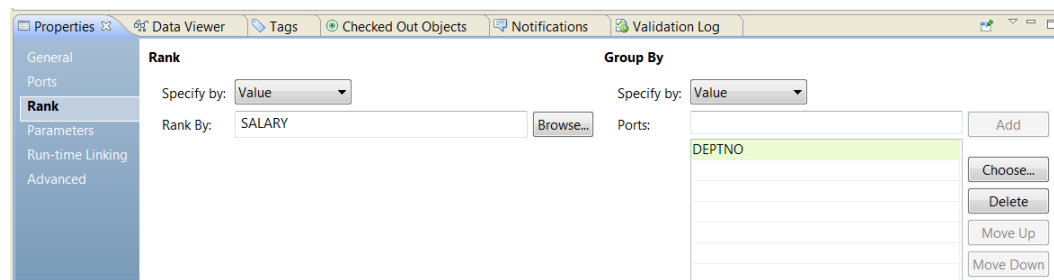 Properties Data Viewer Tags Checked Out Objects Notifications Validation Log
General
Ports
Rank
Parameters
Run-time Linking
Advanced
Rank
Specify by: Value
Rank By: SALARY Browse...
Group By
Specify by: Value
Ports: Add
DEPTNO
Choose...
Delete
Move Up
Move Down